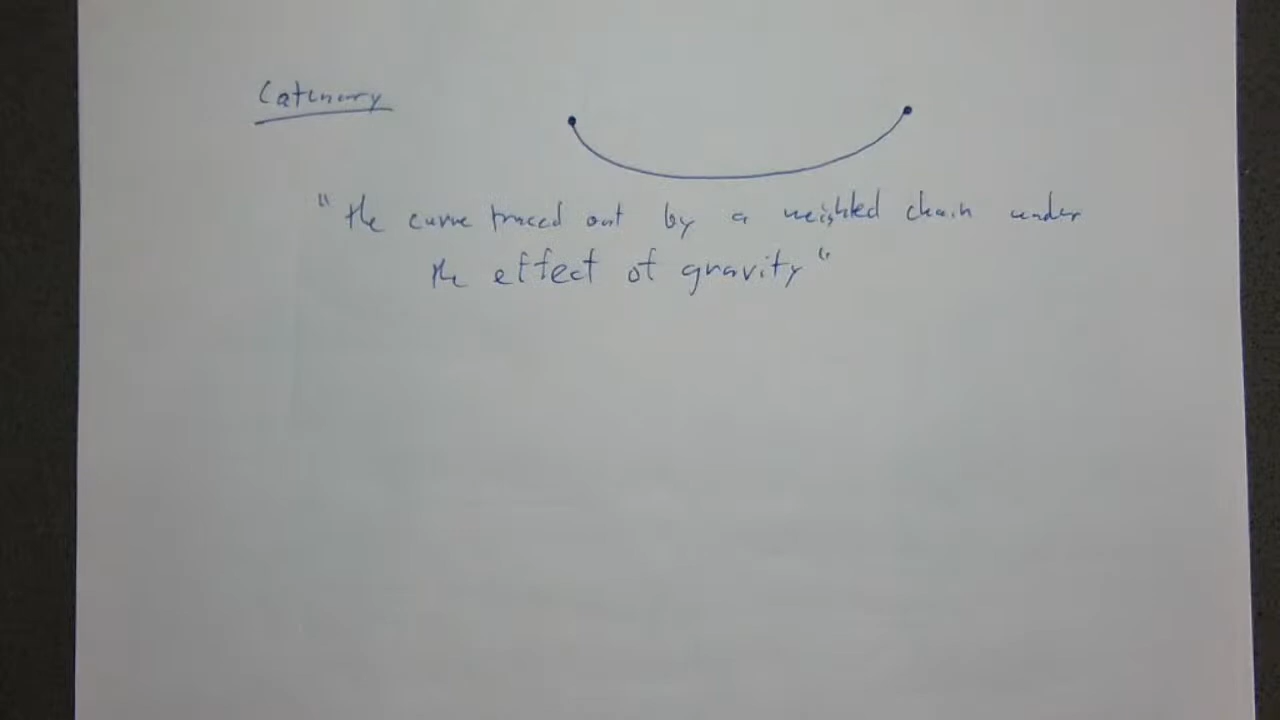 Catenary
"the curve traced out by a weighted chain under
the effect of gravity"